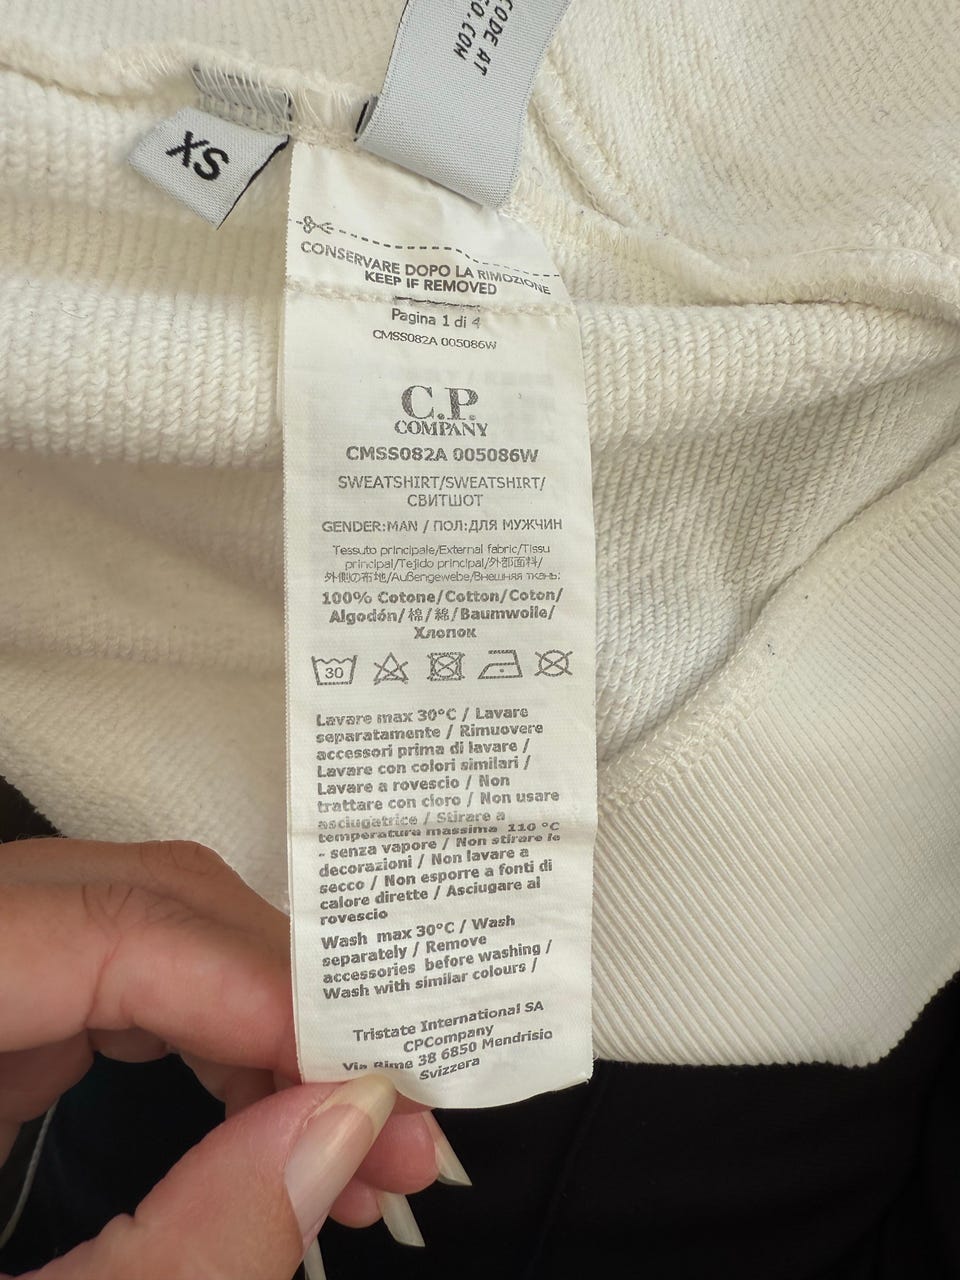 CODE AT
CO.COM
XS
CONSERVARE DOPO LA RIMOZIONE
KEEP IF REMOVED
Pagina 1 di 4
CMSS082A 005086W
C.P.
COMPANY
CMSS082A 005086W
SWEATSHIRT/SWEATSHIRT/
СВИТШОТ
GENDER:MAN / ПОЛ:ДЛЯ МУЖЧИН
Tessuto principale/External fabric/Tissu
principal/Tejido principal/外部面料/
外側の布地/Außengewebe/Внешняя ткань:
100% Cotone/Cotton/Coton/
Algodón/棉/綿/Baumwolle/
Хлопок
30
Lavare max 30°C / Lavare
separatamente / Rimuovere
accessori prima di lavare /
Lavare con colori similari /
Lavare a rovescio / Non
trattare con cloro / Non usare
asciugatrice / Stirare a
temperatura massima 110 °C
- senza vapore / Non stirare le
decorazioni / Non lavare a
secco / Non esporre a fonti di
calore dirette / Asciugare al
rovescio
Wash max 30°C / Wash
separately / Remove
accessories before washing /
Wash with similar colours /
Tristate International SA
CPCompany
Via Rime 38 6850 Mendrisio
Svizzera